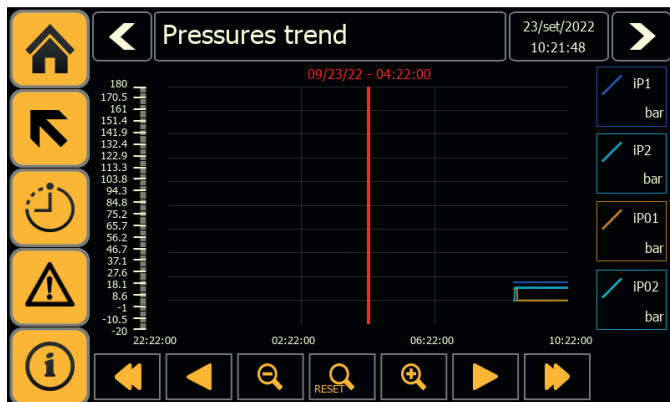 Pressures trend
23/set/2022
10:21:48
09/23/22 - 04:22:00
180
170.5
161
151.4
141.9
132.4
122.9
113.3
103.8
94.3
84.8
75.2
65.7
56.2
46.7
37.1
27.6
18.1
8.6
-1
-10.5
-20
22:22:00
02:22:00
06:22:00
10:22:00
iP1
bar
iP2
bar
iP01
bar
iP02
bar
RESET